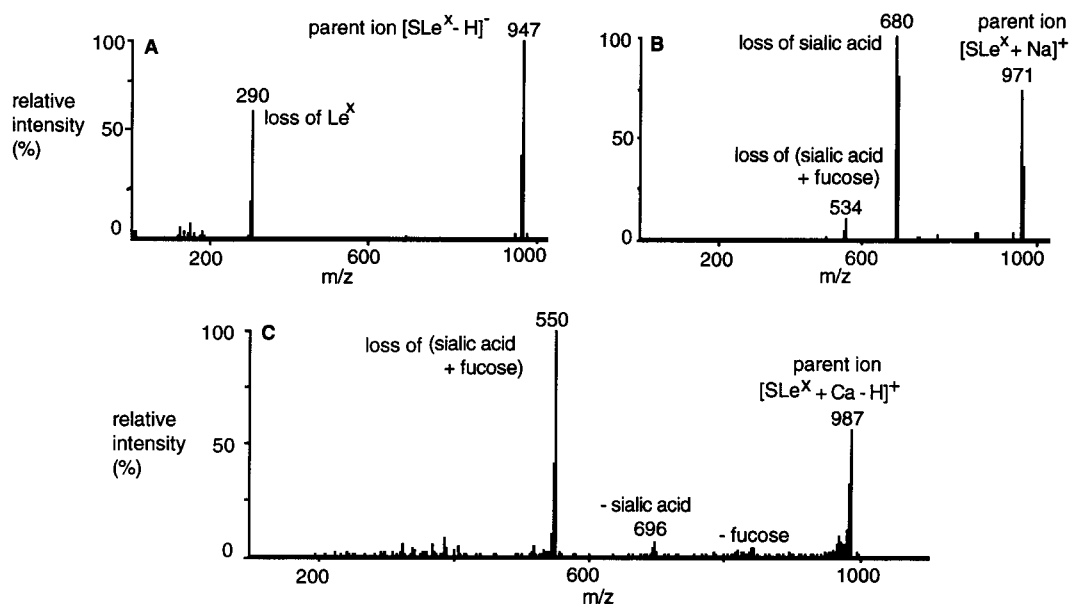 A
parent ion [SLeˣ - H]⁻
947
100
290
loss of Leˣ
relative
intensity
(%)
50
0
200
600
1000
m/z
B
680
loss of sialic acid
parent ion
[SLeˣ + Na]⁺
971
100
50
loss of (sialic acid
+ fucose)
534
0
200
600
1000
m/z
C
550
100
loss of (sialic acid
+ fucose)
parent ion
[SLeˣ + Ca - H]⁺
987
relative
intensity
(%)
50
- sialic acid
696
- fucose
0
200
600
1000
m/z